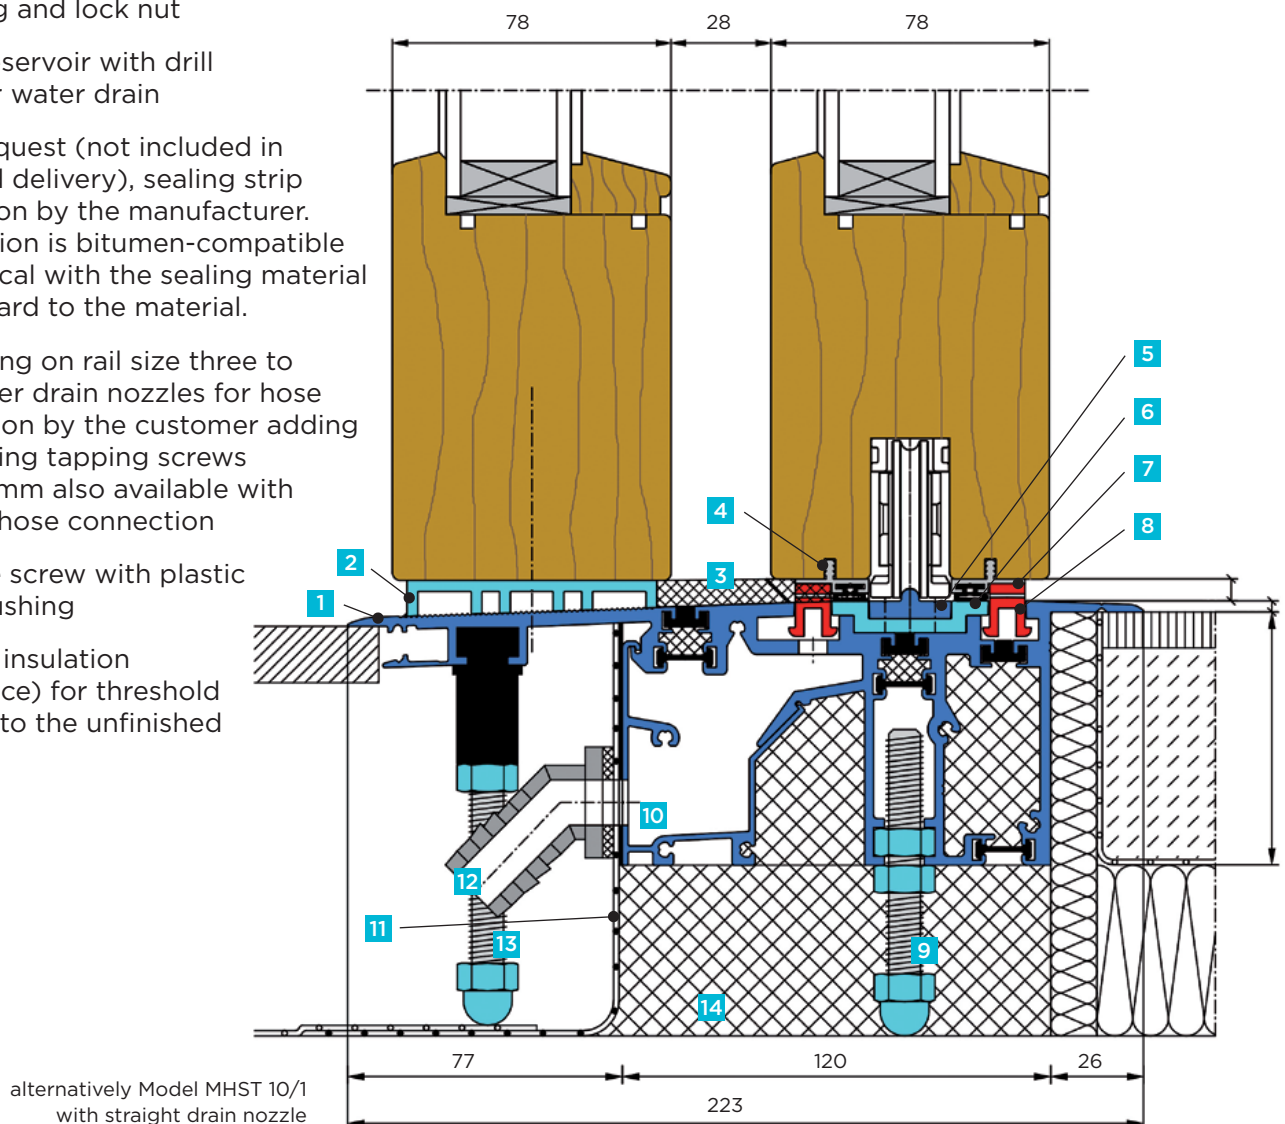 g and lock nut
servoir with drill
r water drain
quest (not included in
d delivery), sealing strip
on by the manufacturer.
tion is bitumen-compatible
ical with the sealing material
ard to the material.
ing on rail size three to
er drain nozzles for hose
ion by the customer adding
ling tapping screws
mm also available with
hose connection
screw with plastic
ushing
insulation
ce) for threshold
to the unfinished
78
28
78
5
6
7
4
8
2
3
1
10
12
11
13
9
14
77
120
26
223
alternatively Model MHST 10/1
with straight drain nozzle